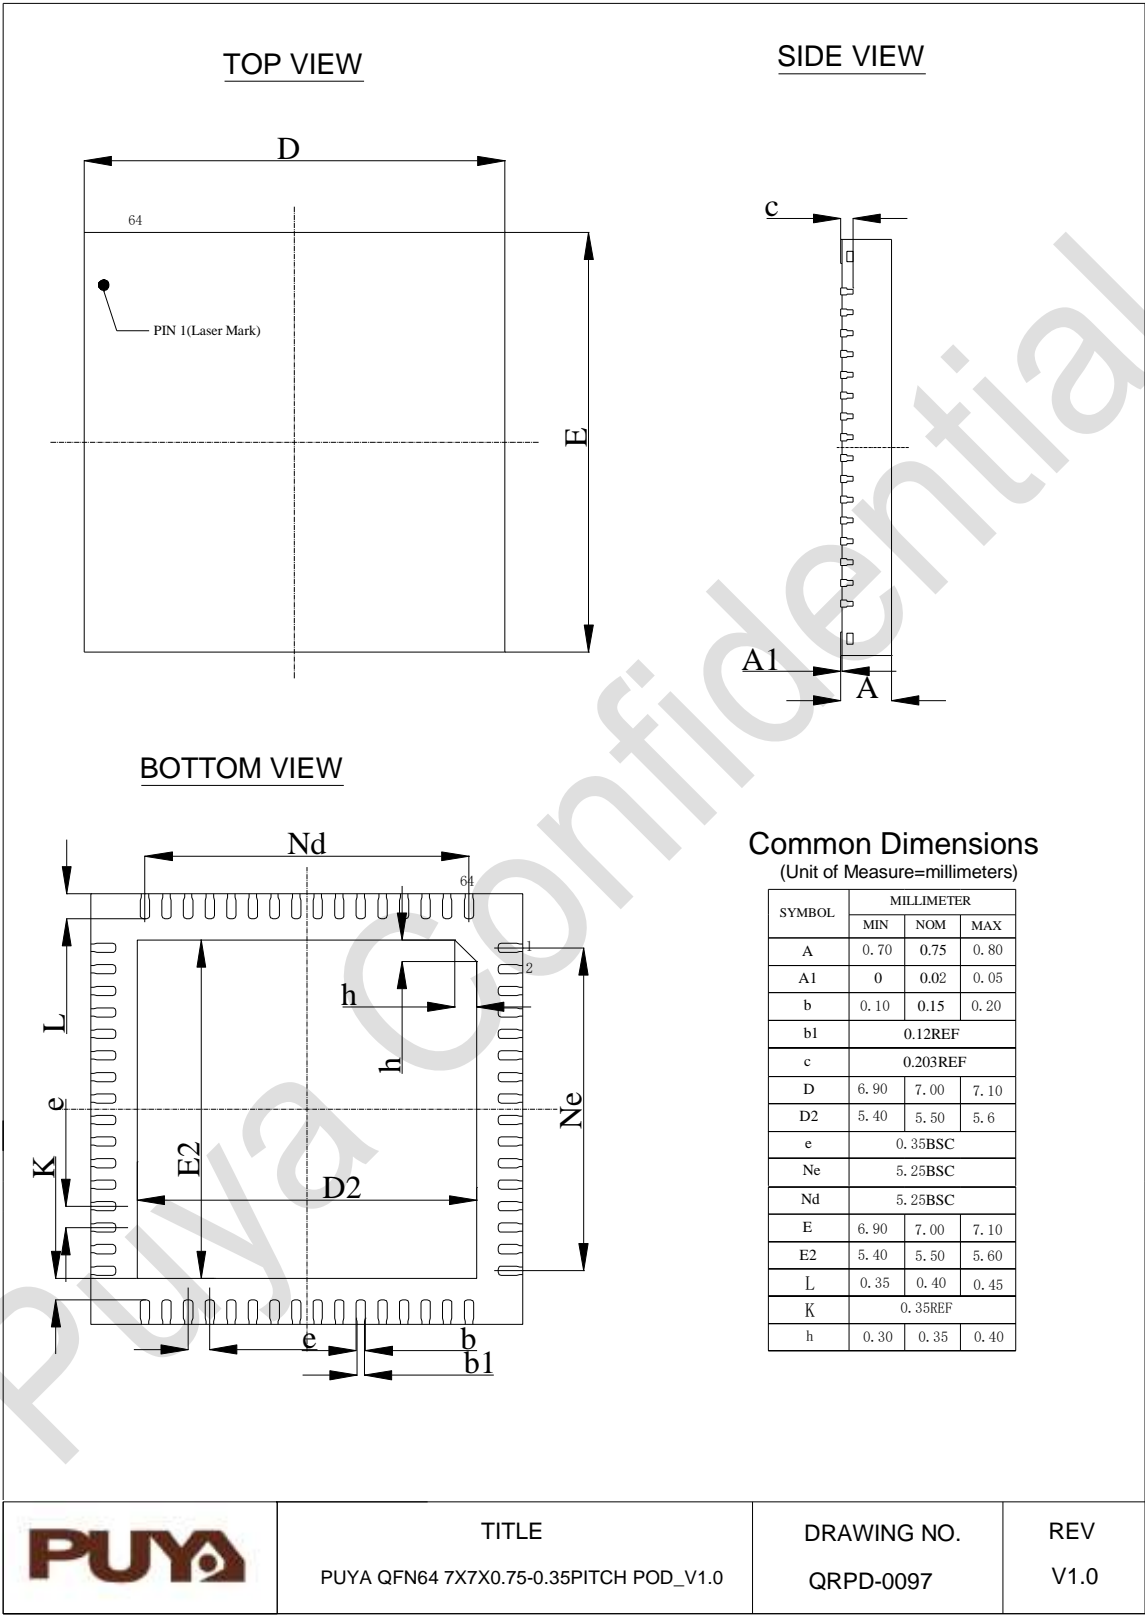 TOP VIEW
SIDE VIEW
D
64
PIN 1(Laser Mark)
E
c
A1
A
BOTTOM VIEW
Nd
64
1
2
h
h
L
e
K
E2
D2
Ne
e
b
b1
Common Dimensions
(Unit of Measure=millimeters)
SYMBOL MILLIMETER
MIN NOM MAX
A 0.70 0.75 0.80
A1 0 0.02 0.05
b 0.10 0.15 0.20
b1 0.12REF
c 0.203REF
D 6.90 7.00 7.10
D2 5.40 5.50 5.6
e 0.35BSC
Ne 5.25BSC
Nd 5.25BSC
E 6.90 7.00 7.10
E2 5.40 5.50 5.60
L 0.35 0.40 0.45
K 0.35REF
h 0.30 0.35 0.40
Puya Confidential
PUYA
TITLE
PUYA QFN64 7X7X0.75-0.35PITCH POD_V1.0
DRAWING NO.
QRPD-0097
REV
V1.0